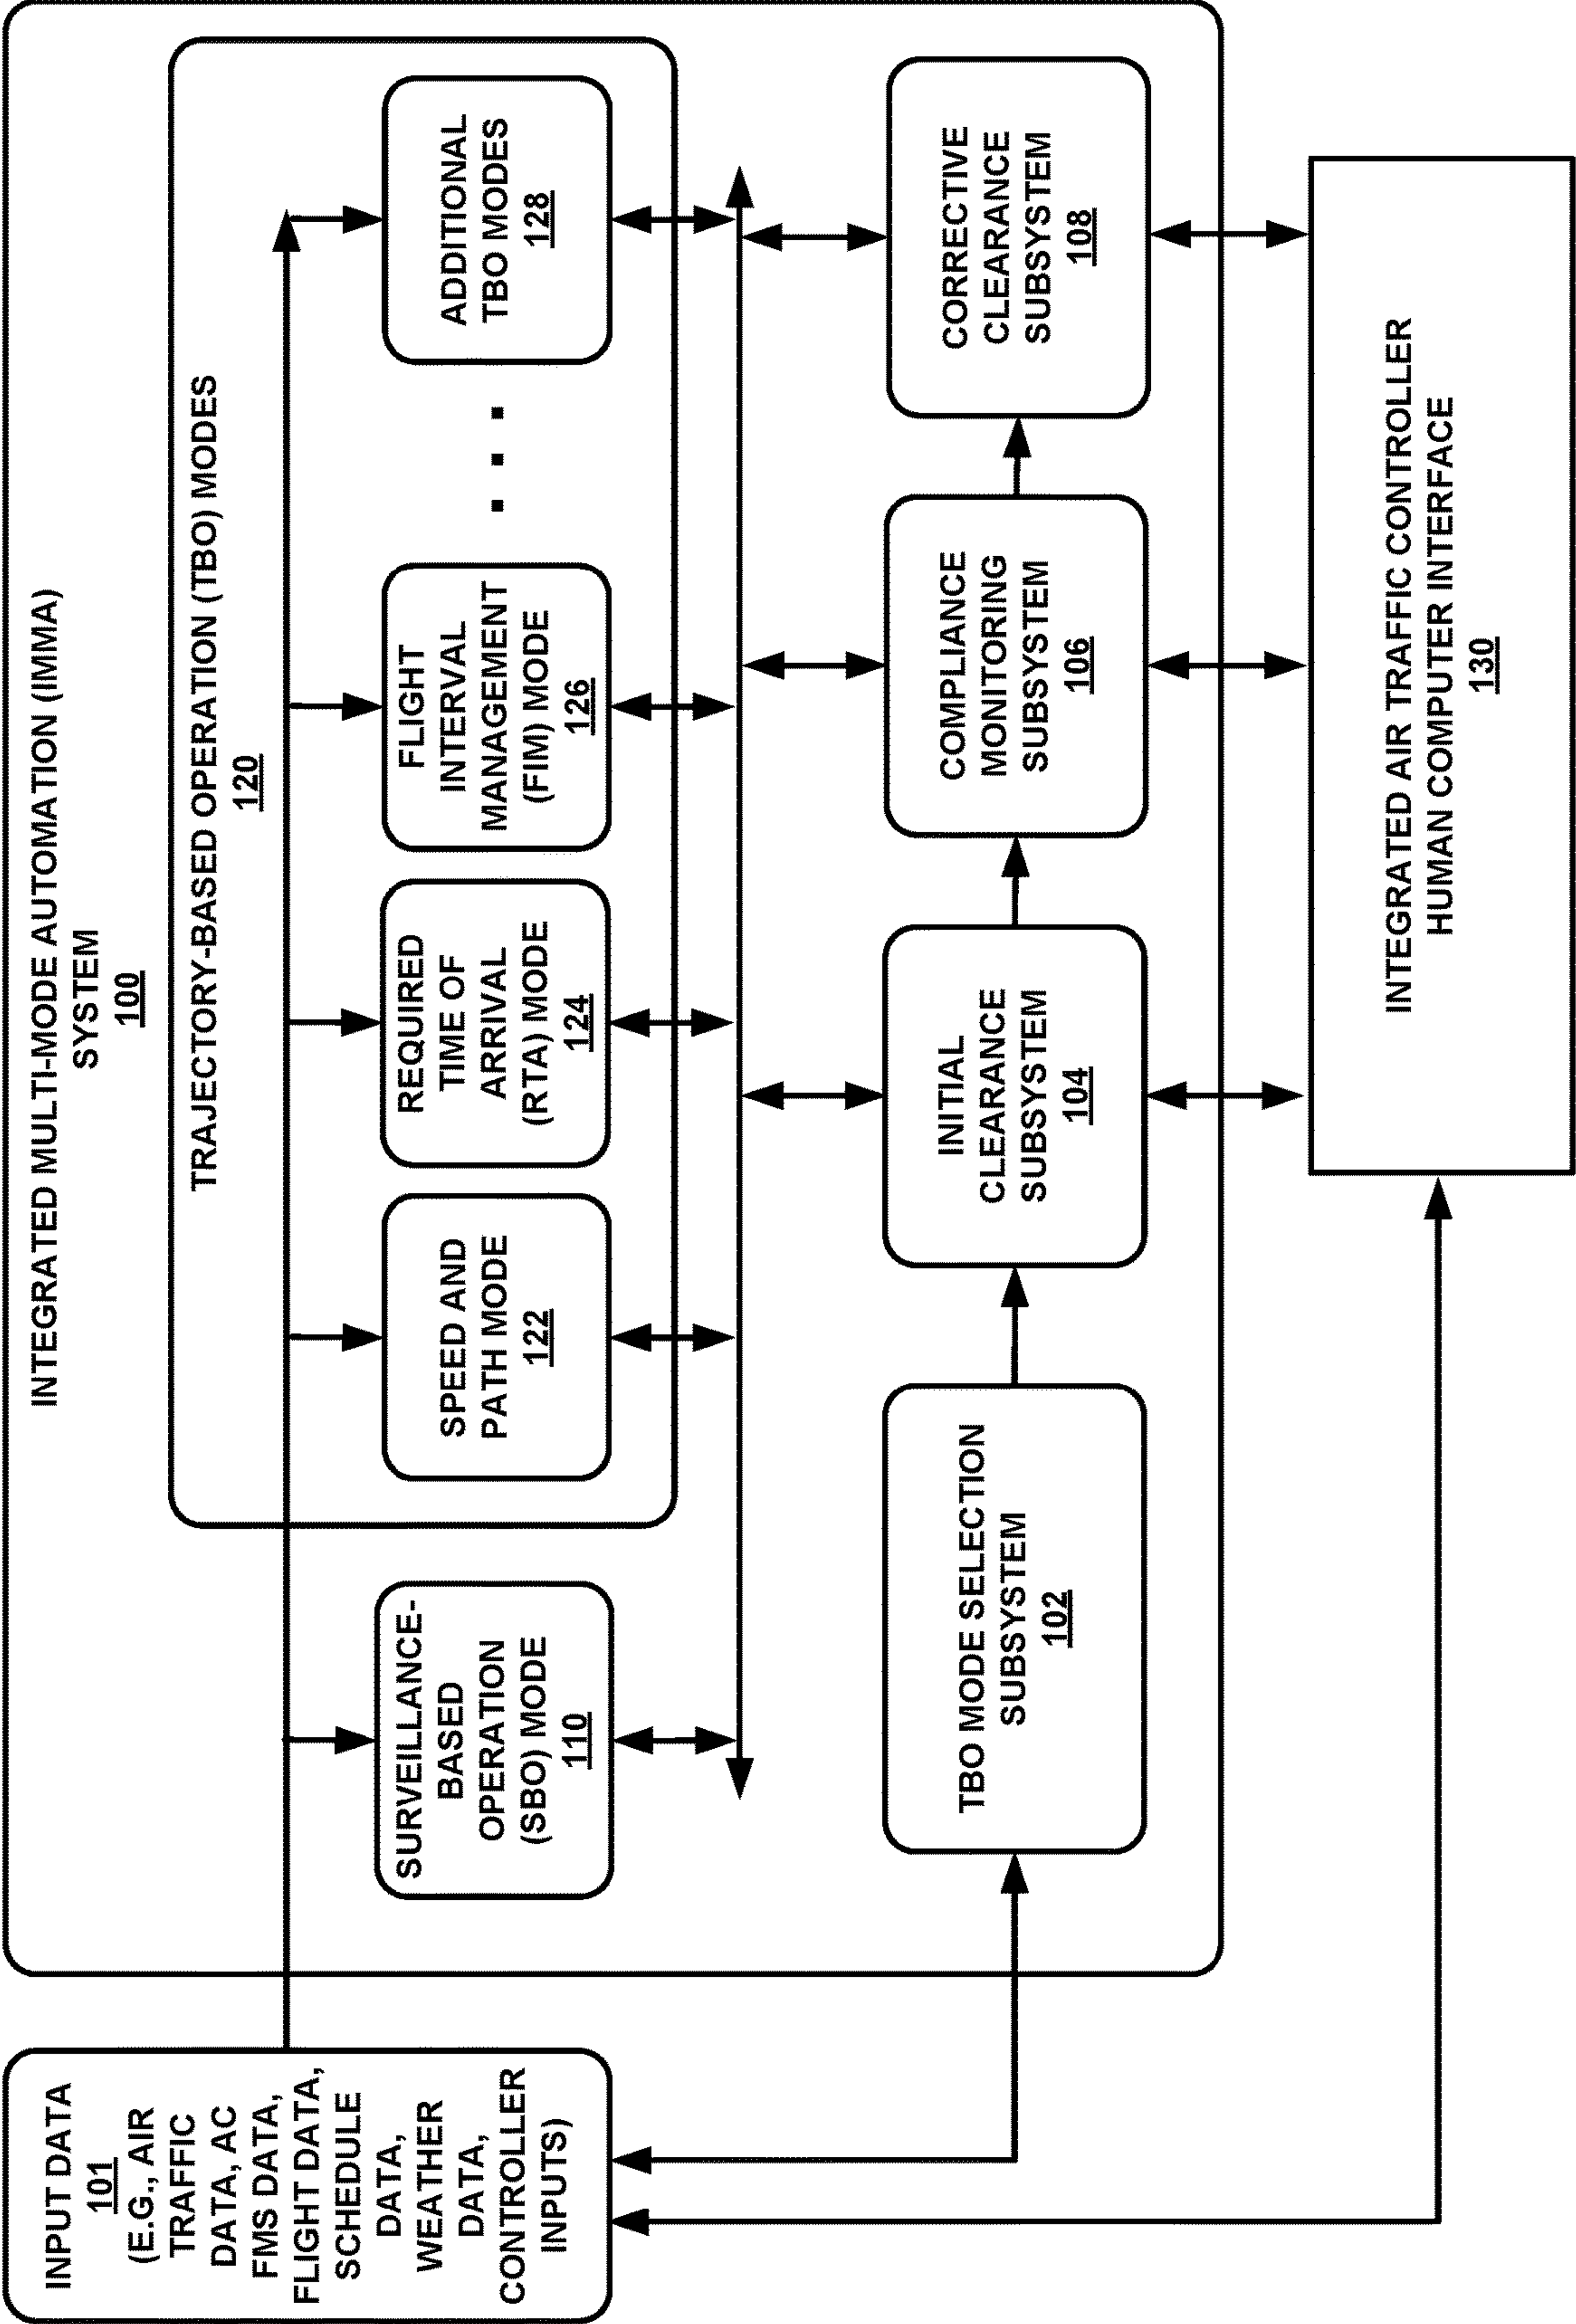 INTEGRATED MULTI-MODE AUTOMATION (IMMA)
SYSTEM
100
INPUT DATA
101
(E.G., AIR
TRAFFIC
DATA, AC
FMS DATA,
FLIGHT DATA,
SCHEDULE
DATA,
WEATHER
DATA,
CONTROLLER
INPUTS)
TRAJECTORY-BASED OPERATION (TBO) MODES
120
SURVEILLANCE-
BASED
OPERATION
(SBO) MODE
110
SPEED AND
PATH MODE
122
REQUIRED
TIME OF
ARRIVAL
(RTA) MODE
124
FLIGHT
INTERVAL
MANAGEMENT
(FIM) MODE
126
ADDITIONAL
TBO MODES
128
TBO MODE SELECTION
SUBSYSTEM
102
INITIAL
CLEARANCE
SUBSYSTEM
104
COMPLIANCE
MONITORING
SUBSYSTEM
106
CORRECTIVE
CLEARANCE
SUBSYSTEM
108
INTEGRATED AIR TRAFFIC CONTROLLER
HUMAN COMPUTER INTERFACE
130